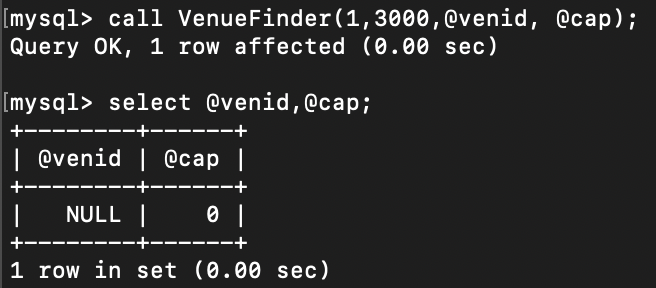 [mysql> call VenueFinder(1,3000,@venid, @cap);
Query OK, 1 row affected (0.00 sec)
[mysql> select @venid,@cap;
+--------+------+
| @venid | @cap |
+--------+------+
|   NULL |    0 |
+--------+------+
1 row in set (0.00 sec)